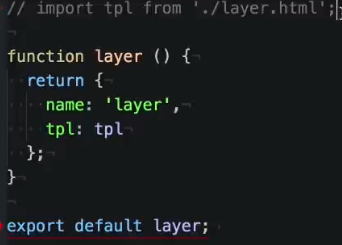 // import tpl from './layer.html';
function layer () {
return {
name: 'layer',
tpl: tpl
};
}
export default layer;